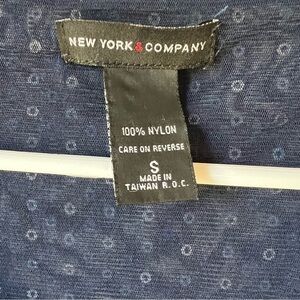 NEW YORK & COMPANY
100% NYLON
CARE ON REVERSE
S
MADE IN
TAIWAN R.O.C.